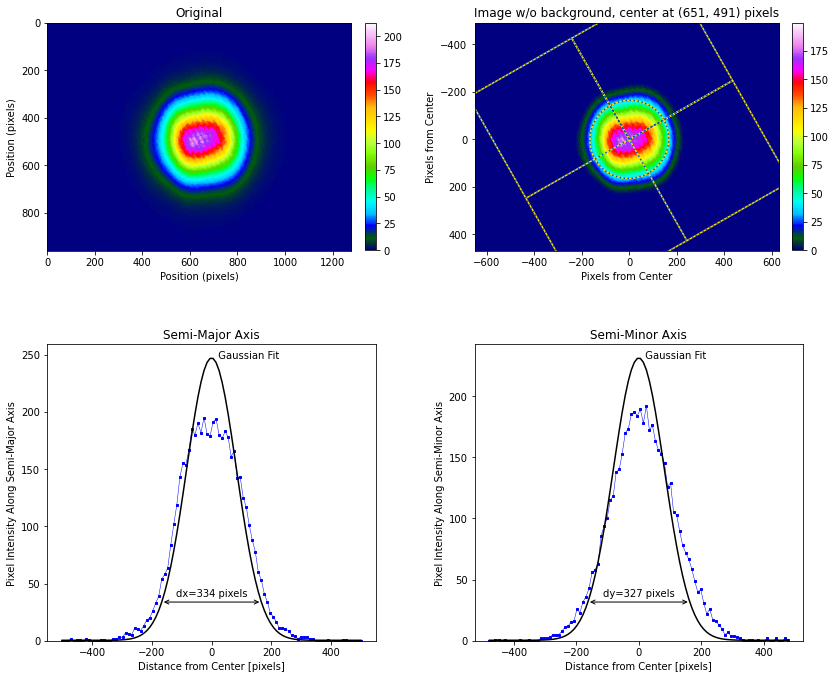 Original
0
200
400
600
800
Position (pixels)
0 200 400 600 800 1000 1200
Position (pixels)
200
175
150
125
100
75
50
25
0
Image w/o background, center at (651, 491) pixels
−400
−200
0
200
400
Pixels from Center
−600 −400 −200 0 200 400 600
Pixels from Center
175
150
125
100
75
50
25
0
Semi-Major Axis
Gaussian Fit
250
200
150
100
50
0
Pixel Intensity Along Semi-Major Axis
dx=334 pixels
−400 −200 0 200 400
Distance from Center [pixels]
Semi-Minor Axis
Gaussian Fit
200
150
100
50
0
Pixel Intensity Along Semi-Minor Axis
dy=327 pixels
−400 −200 0 200 400
Distance from Center [pixels]